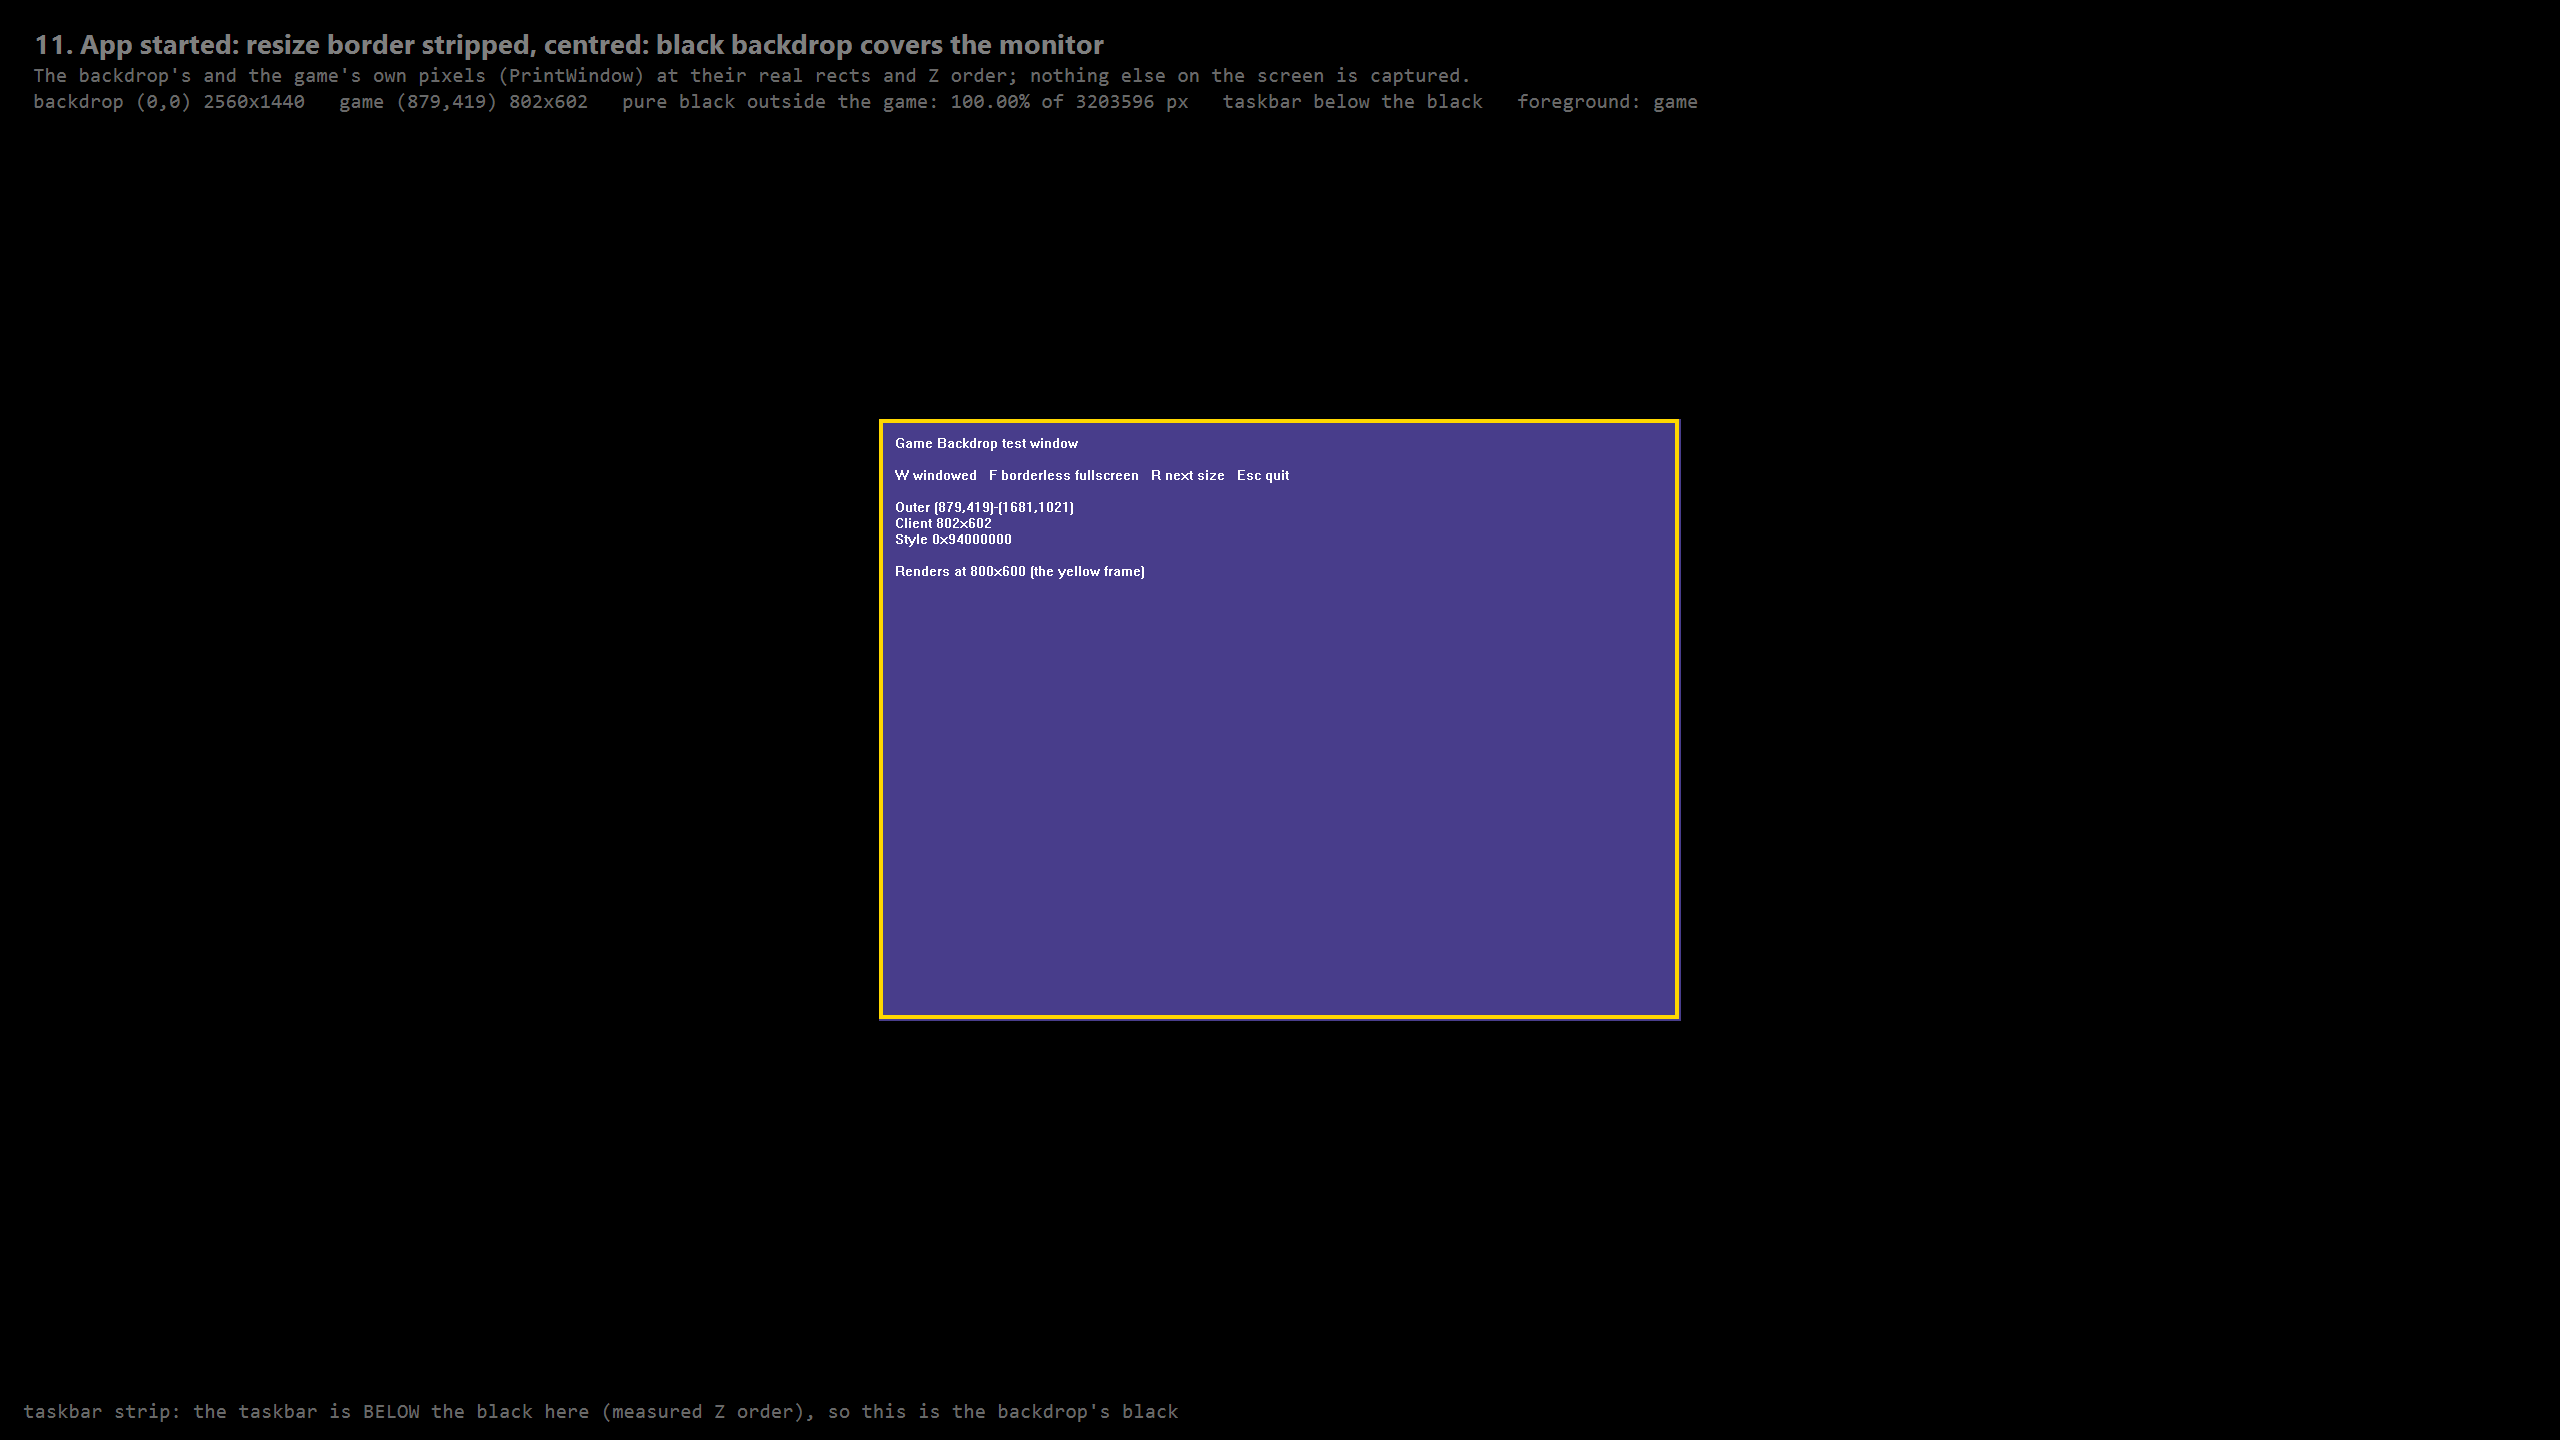 11. App started: resize border stripped, centred: black backdrop covers the monitor
The backdrop's and the game's own pixels (PrintWindow) at their real rects and Z order; nothing else on the screen is captured.
backdrop (0,0) 2560x1440   game (879,419) 802x602   pure black outside the game: 100.00% of 3203596 px   taskbar below the black   foreground: game
Game Backdrop test window
W windowed   F borderless fullscreen   R next size   Esc quit
Outer (879,419)-(1681,1021)
Client 802x602
Style 0x94000000
Renders at 800x600 (the yellow frame)
taskbar strip: the taskbar is BELOW the black here (measured Z order), so this is the backdrop's black